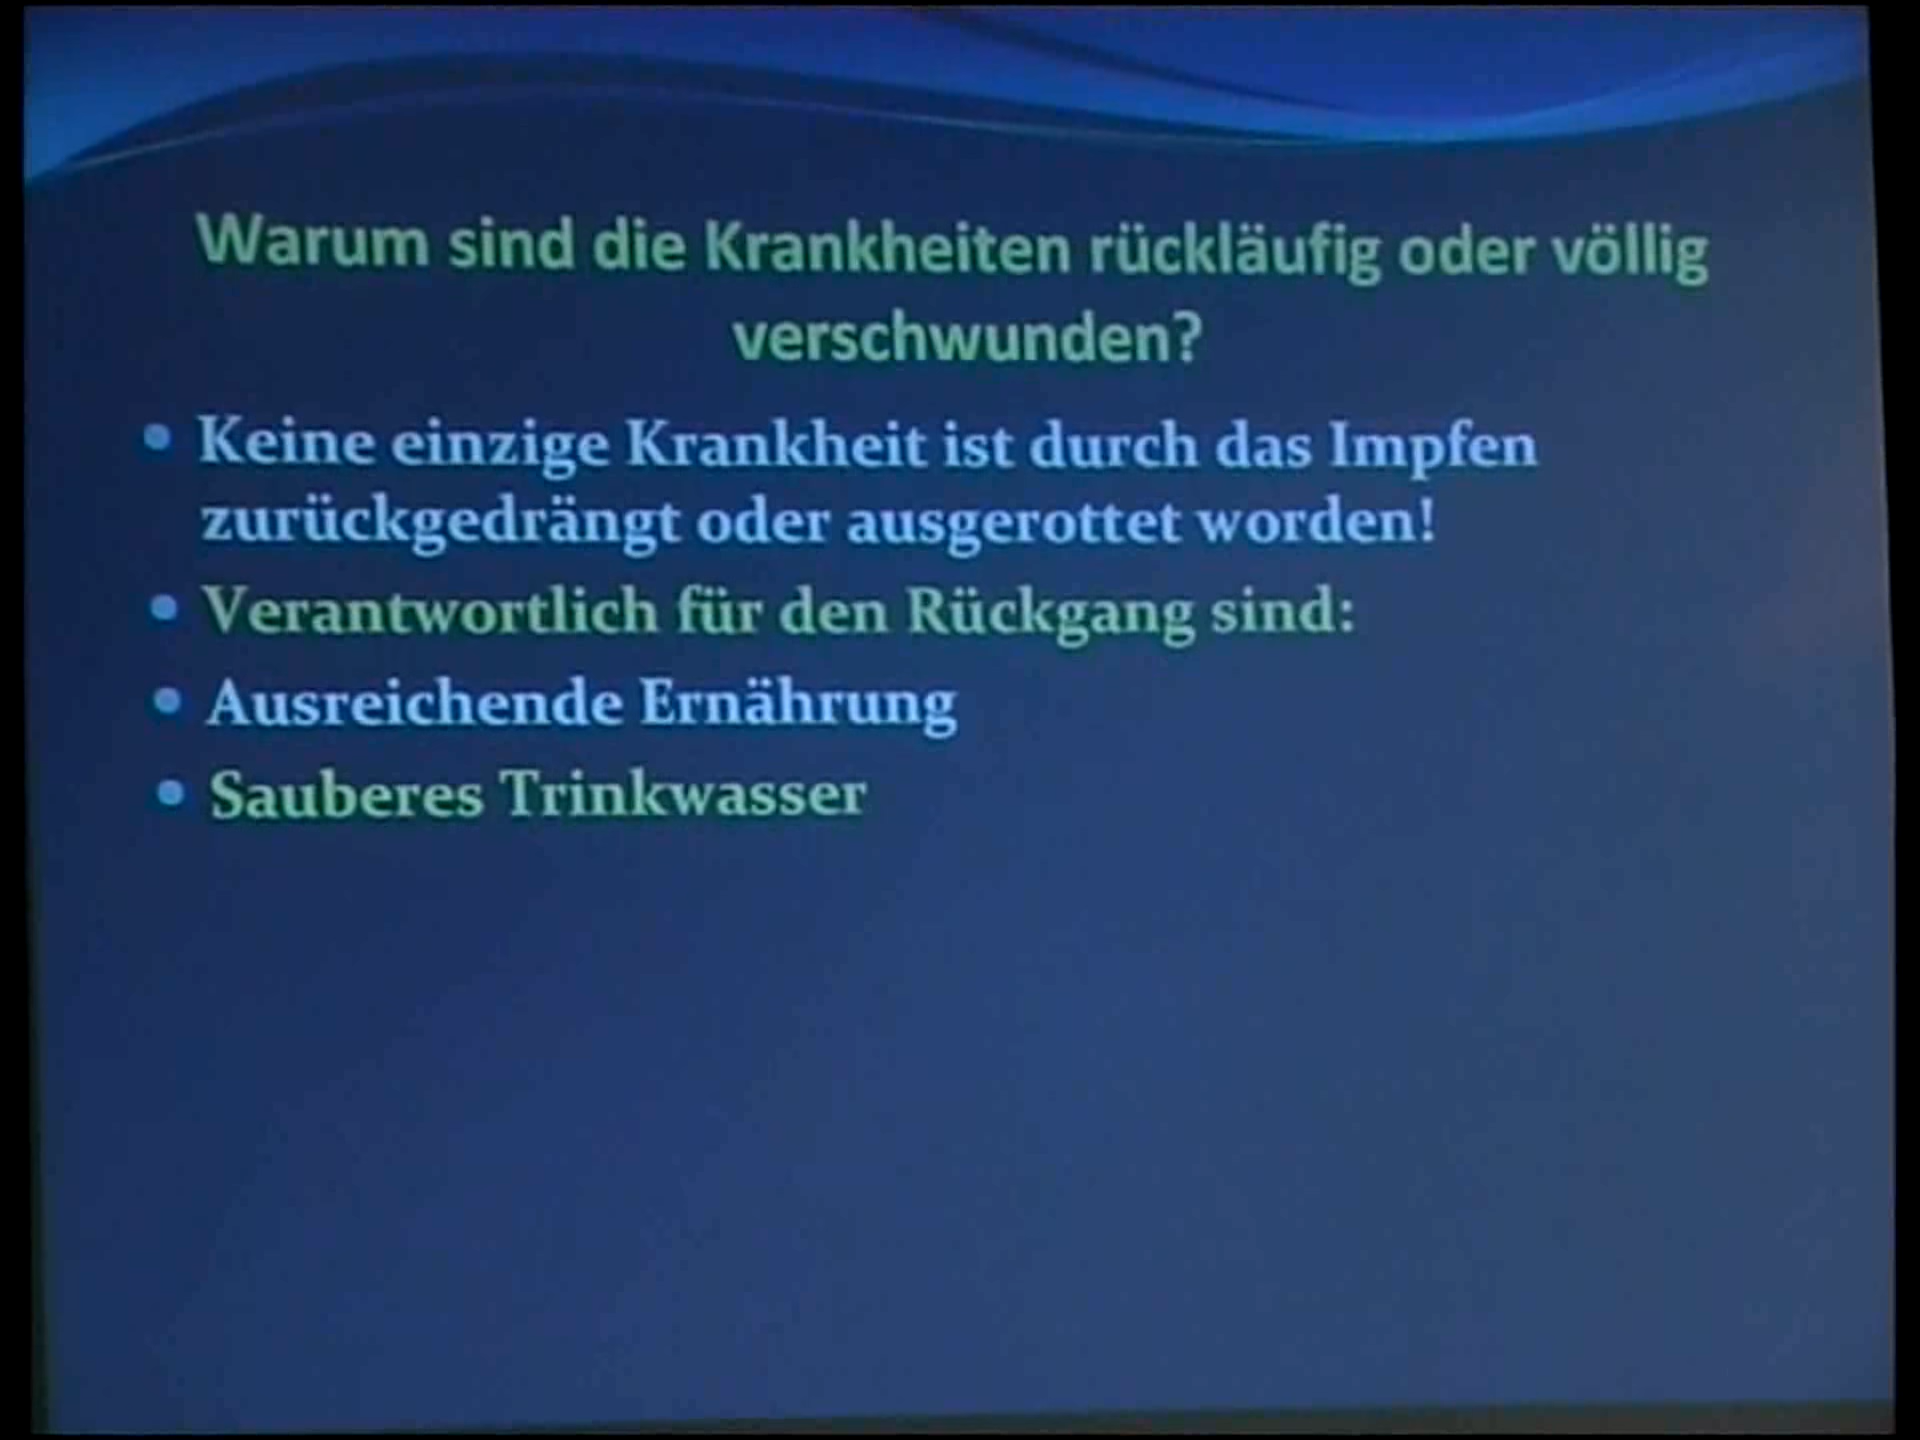 Warum sind die Krankheiten rückläufig oder völlig
verschwunden?
Keine einzige Krankheit ist durch das Impfen
zurückgedrängt oder ausgerottet worden!
Verantwortlich für den Rückgang sind:
Ausreichende Ernährung
Sauberes Trinkwasser